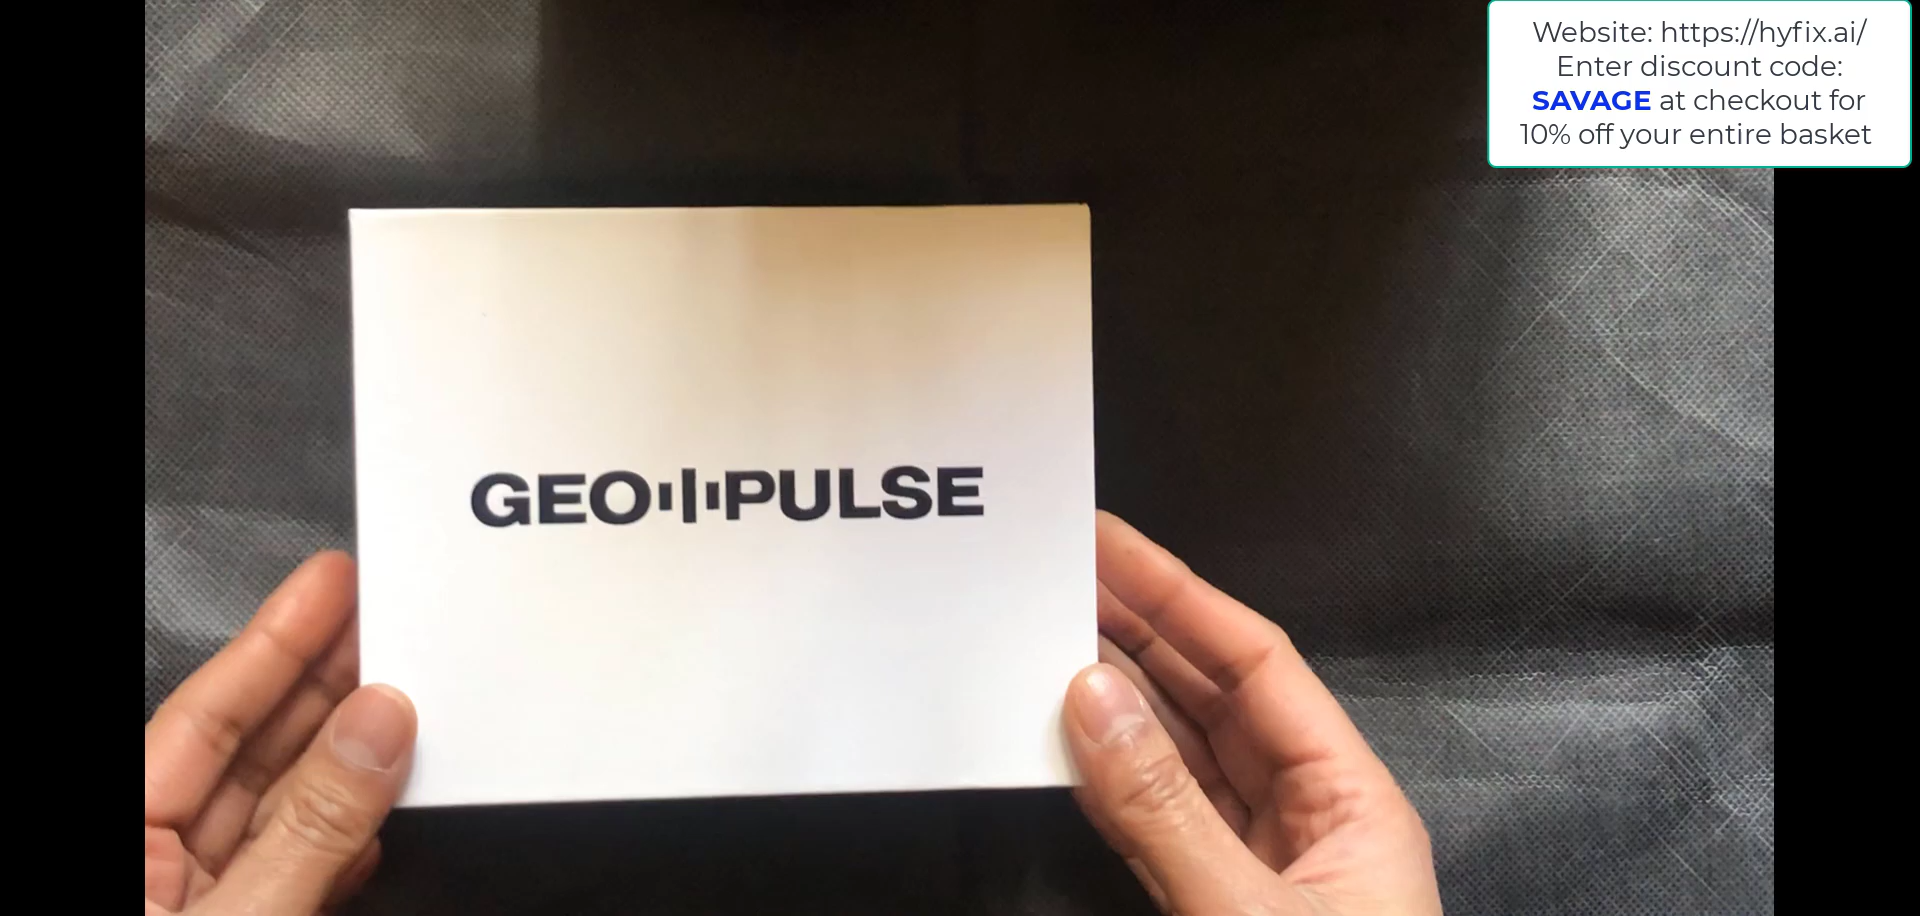 Website: https://hyfix.ai/
Enter discount code:
SAVAGE at checkout for
10% off your entire basket
GEO PULSE